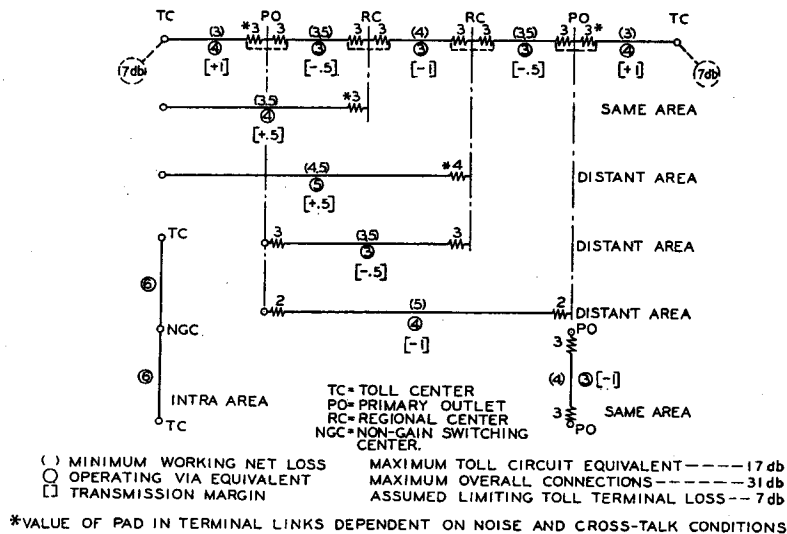 TC PO RC RC PO TC
(3) *3 3 (3.5) 3 3 (4) 3 3 (3.5) 3 3* (3)
④ ③ ③ ③ ④
7db [+1] [-.5] [-1] [-.5] [+1] 7db
(3.5) *3
④ SAME AREA
[+.5]
(4.5) *4
⑤ DISTANT AREA
[+.5]
TC 3 (3.5) 3
③ DISTANT AREA
[-.5]
⑥
2 (5) 2 DISTANT AREA
④ PO
NGC [-1] 3
⑥ (4) ③ [-1]
INTRA AREA
TC = TOLL CENTER
PO = PRIMARY OUTLET
3 SAME AREA
RC = REGIONAL CENTER
TC PO
NGC = NON-GAIN SWITCHING
CENTER.
( ) MINIMUM WORKING NET LOSS
○ OPERATING VIA EQUIVALENT
[] TRANSMISSION MARGIN
MAXIMUM TOLL CIRCUIT EQUIVALENT ---- 17 db
MAXIMUM OVERALL CONNECTIONS ------ 31 db
ASSUMED LIMITING TOLL TERMINAL LOSS -- 7 db
*VALUE OF PAD IN TERMINAL LINKS DEPENDENT ON NOISE AND CROSS-TALK CONDITIONS